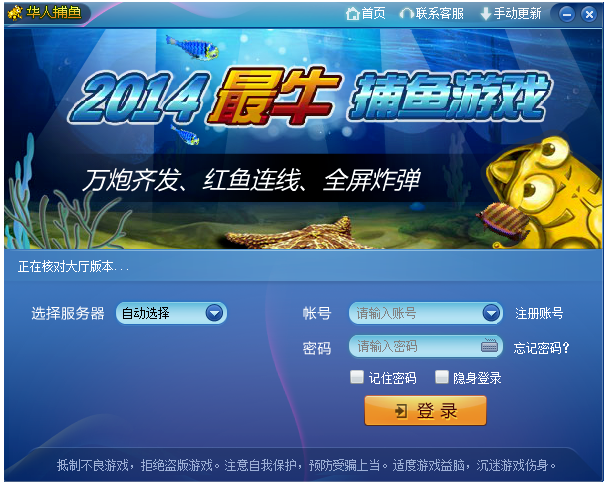 华人捕鱼 首页 联系客服 手动更新
2014最牛捕鱼游戏
万炮齐发、红鱼连线、全屏炸弹
正在核对大厅版本...
选择服务器 自动选择 帐号 请输入账号 注册账号
密码 请输入密码 忘记密码?
记住密码 隐身登录
登录
抵制不良游戏，拒绝盗版游戏。注意自我保护，预防受骗上当。适度游戏益脑，沉迷游戏伤身。